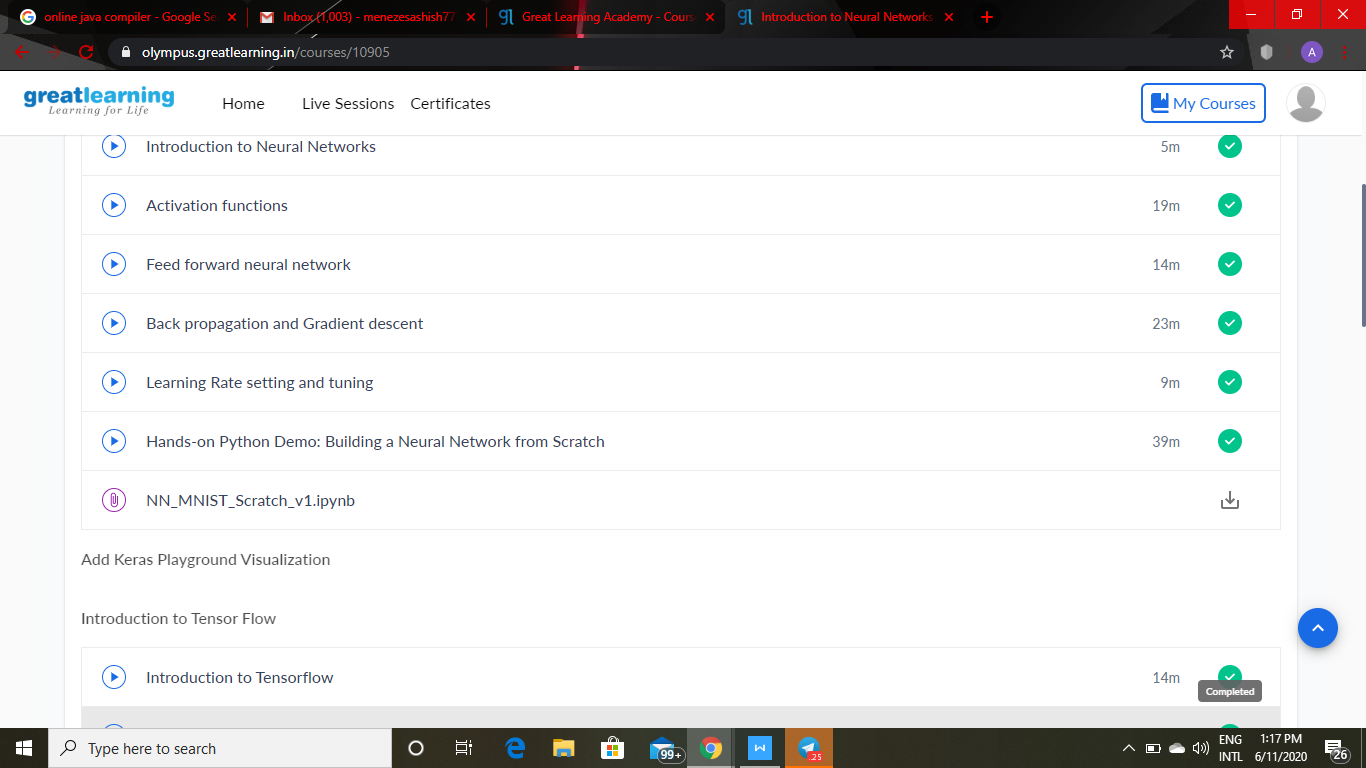 online java compiler - Google Se
Inbox (1,003) - menezesashish77
Great Learning Academy - Cours
Introduction to Neural Networks
olympus.greatlearning.in/courses/10905
A
greatlearning
Learning for Life
Home
Live Sessions
Certificates
My Courses
Introduction to Neural Networks
5m
Activation functions
19m
Feed forward neural network
14m
Back propagation and Gradient descent
23m
Learning Rate setting and tuning
9m
Hands-on Python Demo: Building a Neural Network from Scratch
39m
NN_MNIST_Scratch_v1.ipynb
Add Keras Playground Visualization
Introduction to Tensor Flow
Introduction to Tensorflow
14m
Completed
Type here to search
99+
W
.25
ENG
INTL
1:17 PM
6/11/2020
26